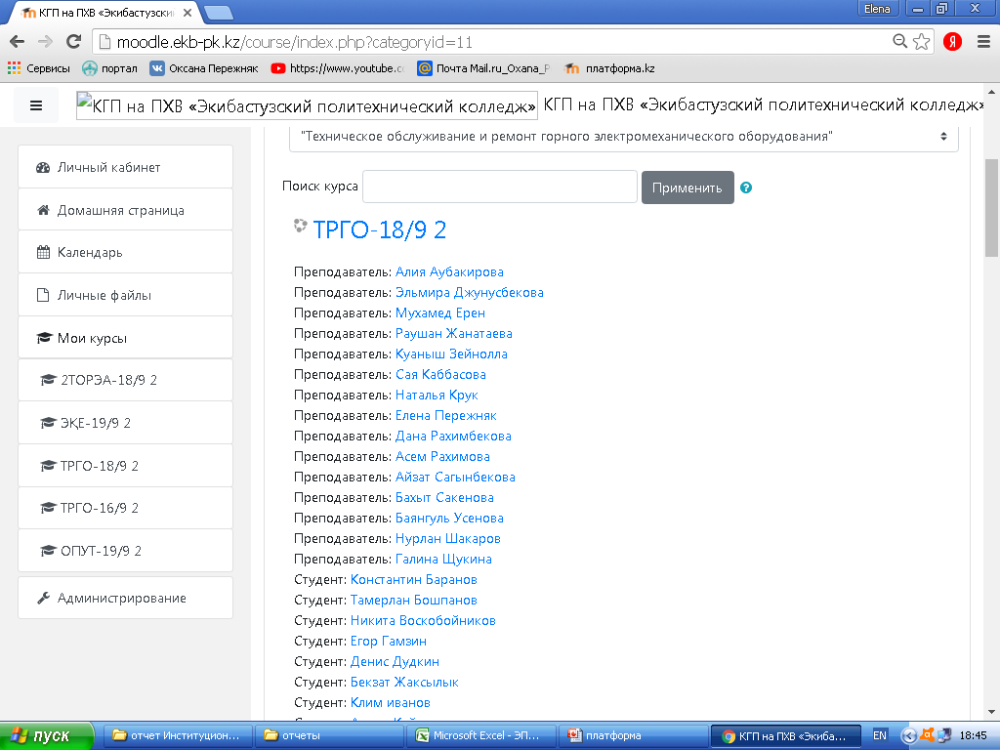 КГП на ПХВ «Экибастузски
Elena
moodle.ekb-pk.kz/course/index.php?categoryid=11
Сервисы
портал
Оксана Пережняк
https://www.youtube.c
Почта Mail.ru_Oxana_P
платформа.kz
КГП на ПХВ «Экибастузский политехнический колледж»
КГП на ПХВ «Экибастузский политехнический колледж»
"Техническое обслуживание и ремонт горного электромеханического оборудования"
Личный кабинет
Домашняя страница
Календарь
Личные файлы
Мои курсы
2ТОРЭА-18/9 2
ЭҚЕ-19/9 2
ТРГО-18/9 2
ТРГО-16/9 2
ОПУТ-19/9 2
Администрирование
Поиск курса
Применить
ТРГО-18/9 2
Преподаватель: Алия Аубакирова
Преподаватель: Эльмира Джунусбекова
Преподаватель: Мухамед Ерен
Преподаватель: Раушан Жанатаева
Преподаватель: Куаныш Зейнолла
Преподаватель: Сая Каббасова
Преподаватель: Наталья Крук
Преподаватель: Елена Пережняк
Преподаватель: Дана Рахимбекова
Преподаватель: Асем Рахимова
Преподаватель: Айзат Сагынбекова
Преподаватель: Бахыт Сакенова
Преподаватель: Баянгуль Усенова
Преподаватель: Нурлан Шакаров
Преподаватель: Галина Щукина
Студент: Константин Баранов
Студент: Тамерлан Бошпанов
Студент: Никита Воскобойников
Студент: Егор Гамзин
Студент: Денис Дудкин
Студент: Бекзат Жаксылык
Студент: Клим иванов
пуск
отчет Институцион...
отчеты
Microsoft Excel - ЭП...
платформа
КГП на ПХВ «Экиба...
EN
18:45